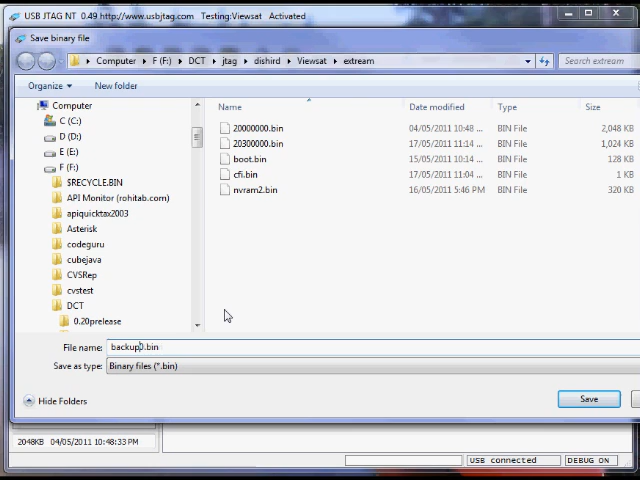 USB JTAG NT 0.49 http://www.usbjtag.com Testing:Viewsat Activated
Save binary file
Computer F (F:) DCT jtag dishird Viewsat extream Search extream
Organize New folder
Name Date modified Type Size
Computer
C (C:)
D (D:)
E (E:)
F (F:)
$RECYCLE.BIN
API Monitor (rohitab.com)
apiquicktax2003
Asterisk
codeguru
cubejava
CVSRep
cvstest
DCT
0.20prelease
20000000.bin 04/05/2011 10:48 ... BIN File 2,048 KB
20300000.bin 17/05/2011 11:14 ... BIN File 1,024 KB
boot.bin 15/05/2011 10:14 ... BIN File 128 KB
cfi.bin 17/05/2011 11:04 ... BIN File 1 KB
nvram2.bin 16/05/2011 5:46 PM BIN File 320 KB
File name: backup0.bin
Save as type: Binary files (*.bin)
Hide Folders Save
2048KB 04/05/2011 10:48:33 PM
USB connected DEBUG ON